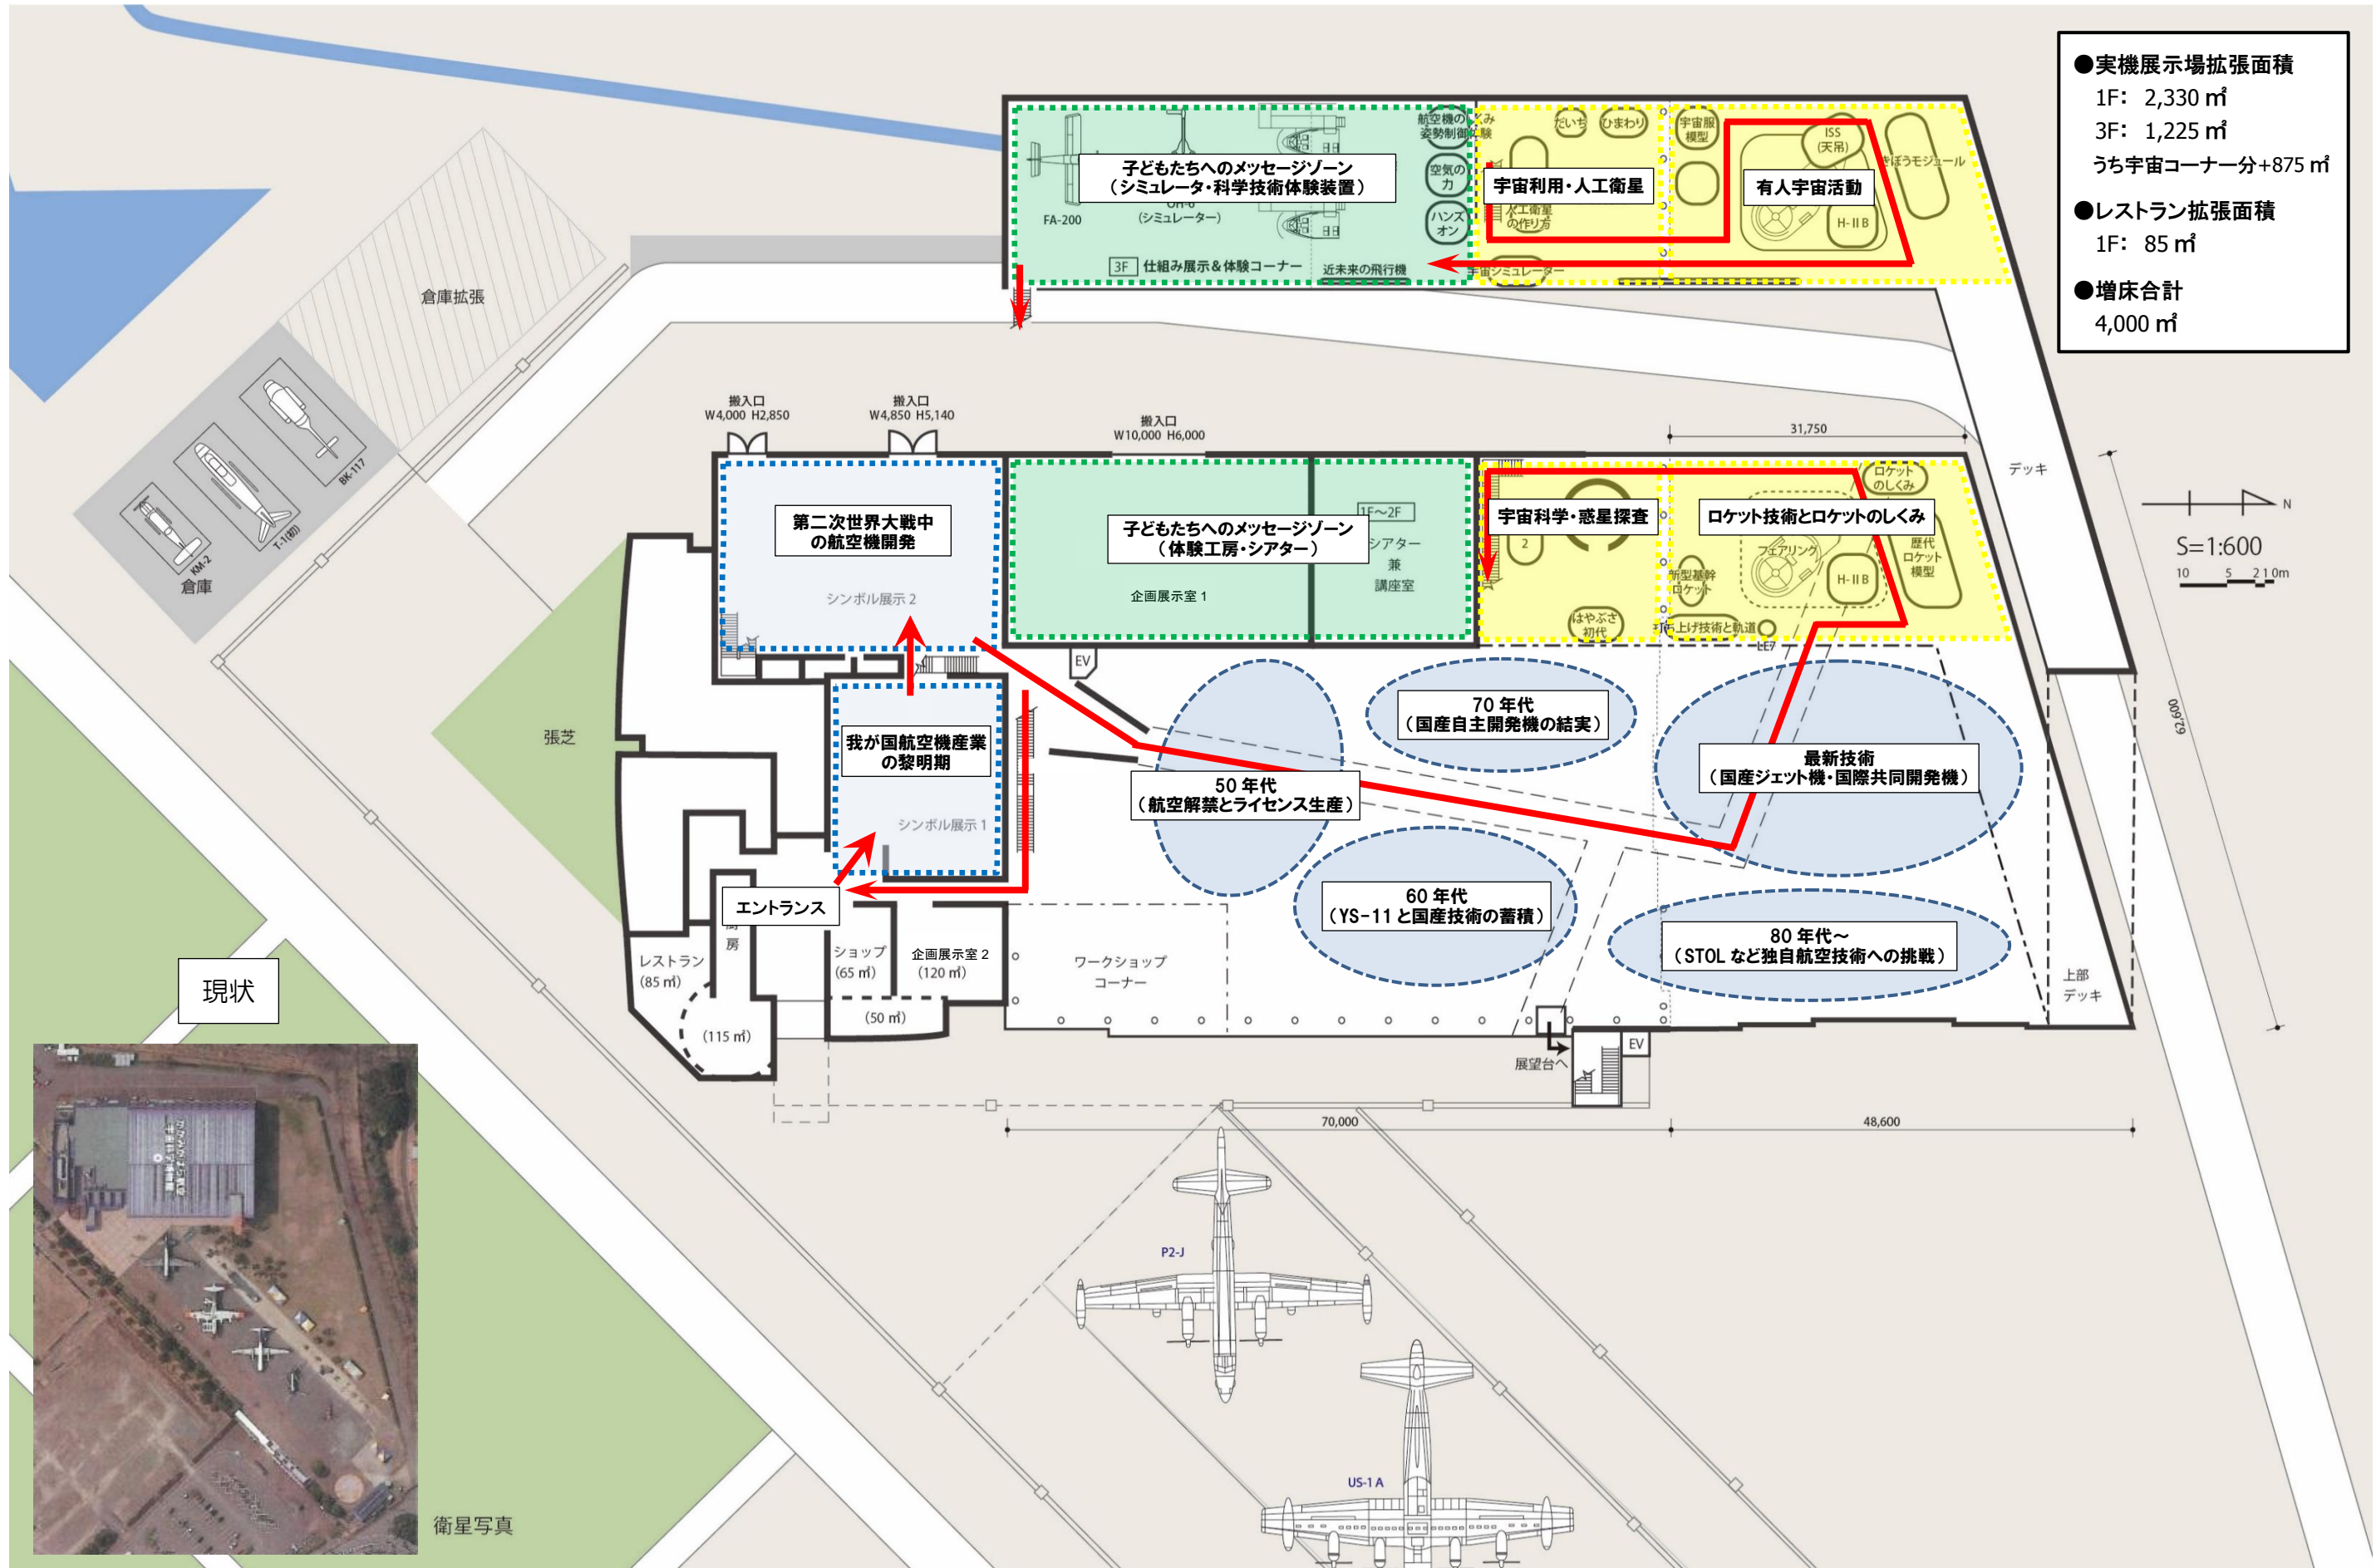 ●実機展示場拡張面積
1F： 2,330 ㎡
3F： 1,225 ㎡
うち宇宙コーナー分+875 ㎡
●レストラン拡張面積
1F： 85 ㎡
●増床合計
4,000 ㎡
航空機のしくみ
姿勢制御体験
空気の
力
ハンズ
オン
子どもたちへのメッセージゾーン
（シミュレータ・科学技術体験装置）
FA-200
OH-6
（シミュレーター）
3F 仕組み展示＆体験コーナー
近未来の飛行機
だいち
ひまわり
宇宙利用・人工衛星
人工衛星
の作り方
宇宙シミュレーター
宇宙服
模型
ISS
(天吊)
きぼうモジュール
有人宇宙活動
H-ⅡB
倉庫拡張
BK-117
T-1(初)
KM-2
倉庫
搬入口
W4,000 H2,850
搬入口
W4,850 H5,140
搬入口
W10,000 H6,000
31,750
デッキ
N
S=1:600
10 5 2 1 0m
62,600
第二次世界大戦中
の航空機開発
シンボル展示 2
子どもたちへのメッセージゾーン
（体験工房・シアター）
企画展示室 1
1F～2F
シアター
兼
講座室
宇宙科学・惑星探査
2
はやぶさ
初代
ロケット技術とロケットのしくみ
ロケット
のしくみ
フェアリング
H-ⅡB
歴代
ロケット
模型
新型基幹
ロケット
打ち上げ技術と軌道
LE7
EV
張芝
我が国航空機産業
の黎明期
シンボル展示 1
70 年代
（国産自主開発機の結実）
50 年代
（航空解禁とライセンス生産）
最新技術
（国産ジェット機・国際共同開発機）
60 年代
（YS-11 と国産技術の蓄積）
80 年代～
（STOL など独自航空技術への挑戦）
エントランス
厨
房
レストラン
(85 ㎡)
(115 ㎡)
ショップ
(65 ㎡)
企画展示室 2
(120 ㎡)
(50 ㎡)
ワークショップ
コーナー
上部
デッキ
展望台へ
EV
70,000
48,600
現状
衛星写真
P2-J
US-1 A